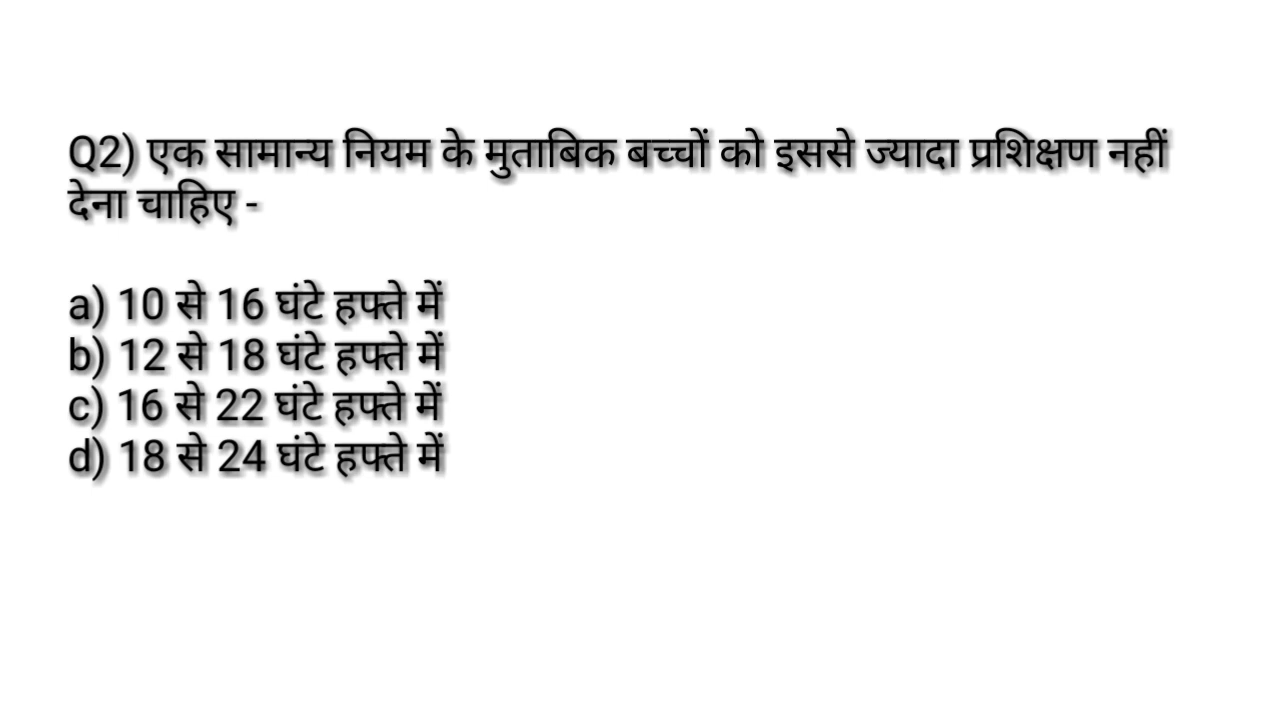 Q2) एक सामान्य नियम के मुताबिक बच्चों को इससे ज्यादा प्रशिक्षण नहीं
देना चाहिए -
a) 10 से 16 घंटे हफ्ते में
b) 12 से 18 घंटे हफ्ते में
c) 16 से 22 घंटे हफ्ते में
d) 18 से 24 घंटे हफ्ते में